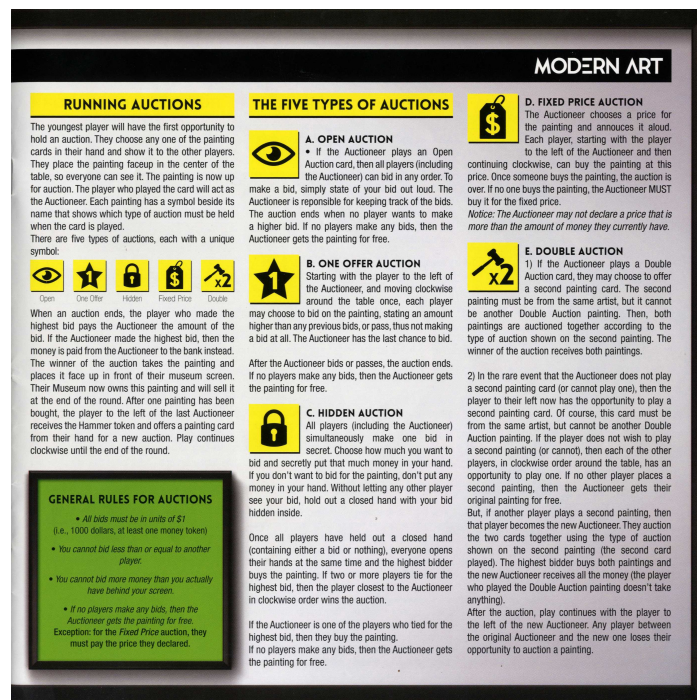 MODERN ART
RUNNING AUCTIONS
The youngest player will have the first opportunity to
hold an auction. They choose any one of the painting
cards in their hand and show it to the other players.
They place the painting faceup in the center of the
table, so everyone can see it. The painting is now up
for auction. The player who played the card will act as
the Auctioneer. Each painting has a symbol beside its
name that shows which type of auction must be held
when the card is played.
There are five types of auctions, each with a unique
symbol:
1 $ x2
Open One Offer Hidden Fixed Price Double
When an auction ends, the player who made the
highest bid pays the Auctioneer the amount of the
bid. If the Auctioneer made the highest bid, then the
money is paid from the Auctioneer to the bank instead.
The winner of the auction takes the painting and
places it face up in front of their museum screen.
Their Museum now owns this painting and will sell it
at the end of the round. After one painting has been
bought, the player to the left of the last Auctioneer
receives the Hammer token and offers a painting card
from their hand for a new auction. Play continues
clockwise until the end of the round.
GENERAL RULES FOR AUCTIONS
• All bids must be in units of $1
(i.e., 1000 dollars, at least one money token)
• You cannot bid less than or equal to another
player.
• You cannot bid more money than you actually
have behind your screen.
• If no players make any bids, then the
Auctioneer gets the painting for free.
Exception: for the Fixed Price auction, they
must pay the price they declared.
THE FIVE TYPES OF AUCTIONS
A. OPEN AUCTION
• If the Auctioneer plays an Open
Auction card, then all players (including
the Auctioneer) can bid in any order. To
make a bid, simply state of your bid out loud. The
Auctioneer is reponsible for keeping track of the bids.
The auction ends when no player wants to make
a higher bid. If no players make any bids, then the
Auctioneer gets the painting for free.
1
B. ONE OFFER AUCTION
Starting with the player to the left of
the Auctioneer, and moving clockwise
around the table once, each player
may choose to bid on the painting, stating an amount
higher than any previous bids, or pass, thus not making
a bid at all. The Auctioneer has the last chance to bid.
After the Auctioneer bids or passes, the auction ends.
If no players make any bids, then the Auctioneer gets
the painting for free.
C. HIDDEN AUCTION
All players (including the Auctioneer)
simultaneously make one bid in
secret. Choose how much you want to
bid and secretly put that much money in your hand.
If you don't want to bid for the painting, don't put any
money in your hand. Without letting any other player
see your bid, hold out a closed hand with your bid
hidden inside.
Once all players have held out a closed hand
(containing either a bid or nothing), everyone opens
their hands at the same time and the highest bidder
buys the painting. If two or more players tie for the
highest bid, then the player closest to the Auctioneer
in clockwise order wins the auction.
If the Auctioneer is one of the players who tied for the
highest bid, then they buy the painting.
If no players make any bids, then the Auctioneer gets
the painting for free.
$
D. FIXED PRICE AUCTION
The Auctioneer chooses a price for
the painting and annouces it aloud.
Each player, starting with the player
to the left of the Auctioneer and then
continuing clockwise, can buy the painting at this
price. Once someone buys the painting, the auction is
over. If no one buys the painting, the Auctioneer MUST
buy it for the fixed price.
Notice: The Auctioneer may not declare a price that is
more than the amount of money they currently have.
x2
E. DOUBLE AUCTION
1) If the Auctioneer plays a Double
Auction card, they may choose to offer
a second painting card. The second
painting must be from the same artist, but it cannot
be another Double Auction painting. Then, both
paintings are auctioned together according to the
type of auction shown on the second painting. The
winner of the auction receives both paintings.
2) In the rare event that the Auctioneer does not play
a second painting card (or cannot play one), then the
player to their left now has the opportunity to play a
second painting card. Of course, this card must be
from the same artist, but cannot be another Double
Auction painting. If the player does not wish to play
a second painting (or cannot), then each of the other
players, in clockwise order around the table, has an
opportunity to play one. If no other player places a
second painting, then the Auctioneer gets their
original painting for free.
But, if another player plays a second painting, then
that player becomes the new Auctioneer. They auction
the two cards together using the type of auction
shown on the second painting (the second card
played). The highest bidder buys both paintings and
the new Auctioneer receives all the money (the player
who played the Double Auction painting doesn't take
anything).
After the auction, play continues with the player to
the left of the new Auctioneer. Any player between
the original Auctioneer and the new one loses their
opportunity to auction a painting.